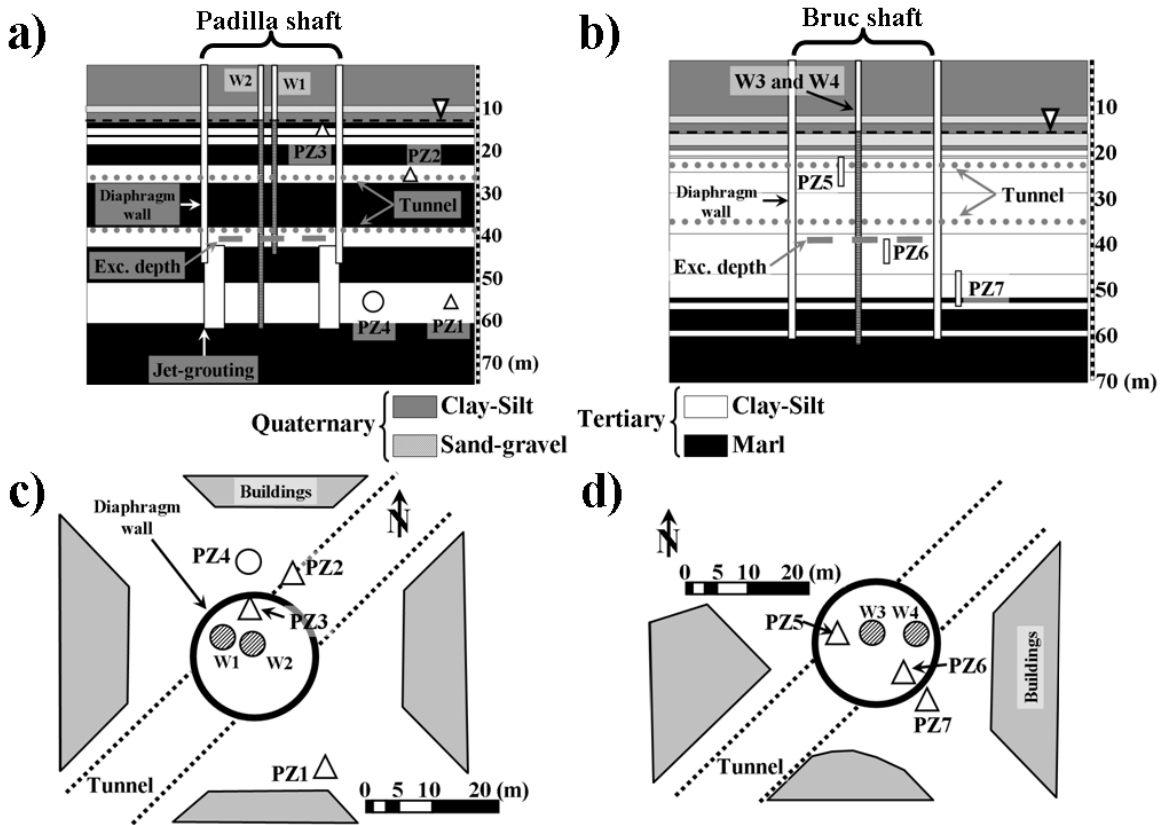 a)
Padilla shaft
W2
W1
10
20
30
40
50
60
70 (m)
PZ3
PZ2
Diaphragm
wall
Tunnel
Exc. depth
PZ4
PZ1
Jet-grouting
b)
Bruc shaft
W3 and W4
10
20
30
40
50
60
70 (m)
PZ5
Diaphragm
wall
Tunnel
Exc. depth
PZ6
PZ7
Quaternary
Clay-Silt
Sand-gravel
Tertiary
Clay-Silt
Marl
c)
Buildings
Diaphragm
wall
N
PZ4
PZ2
PZ3
W1
W2
Tunnel
PZ1
0 5 10 20 (m)
d)
N
0 5 10 20 (m)
W3 W4
PZ5
PZ6
PZ7
Buildings
Tunnel